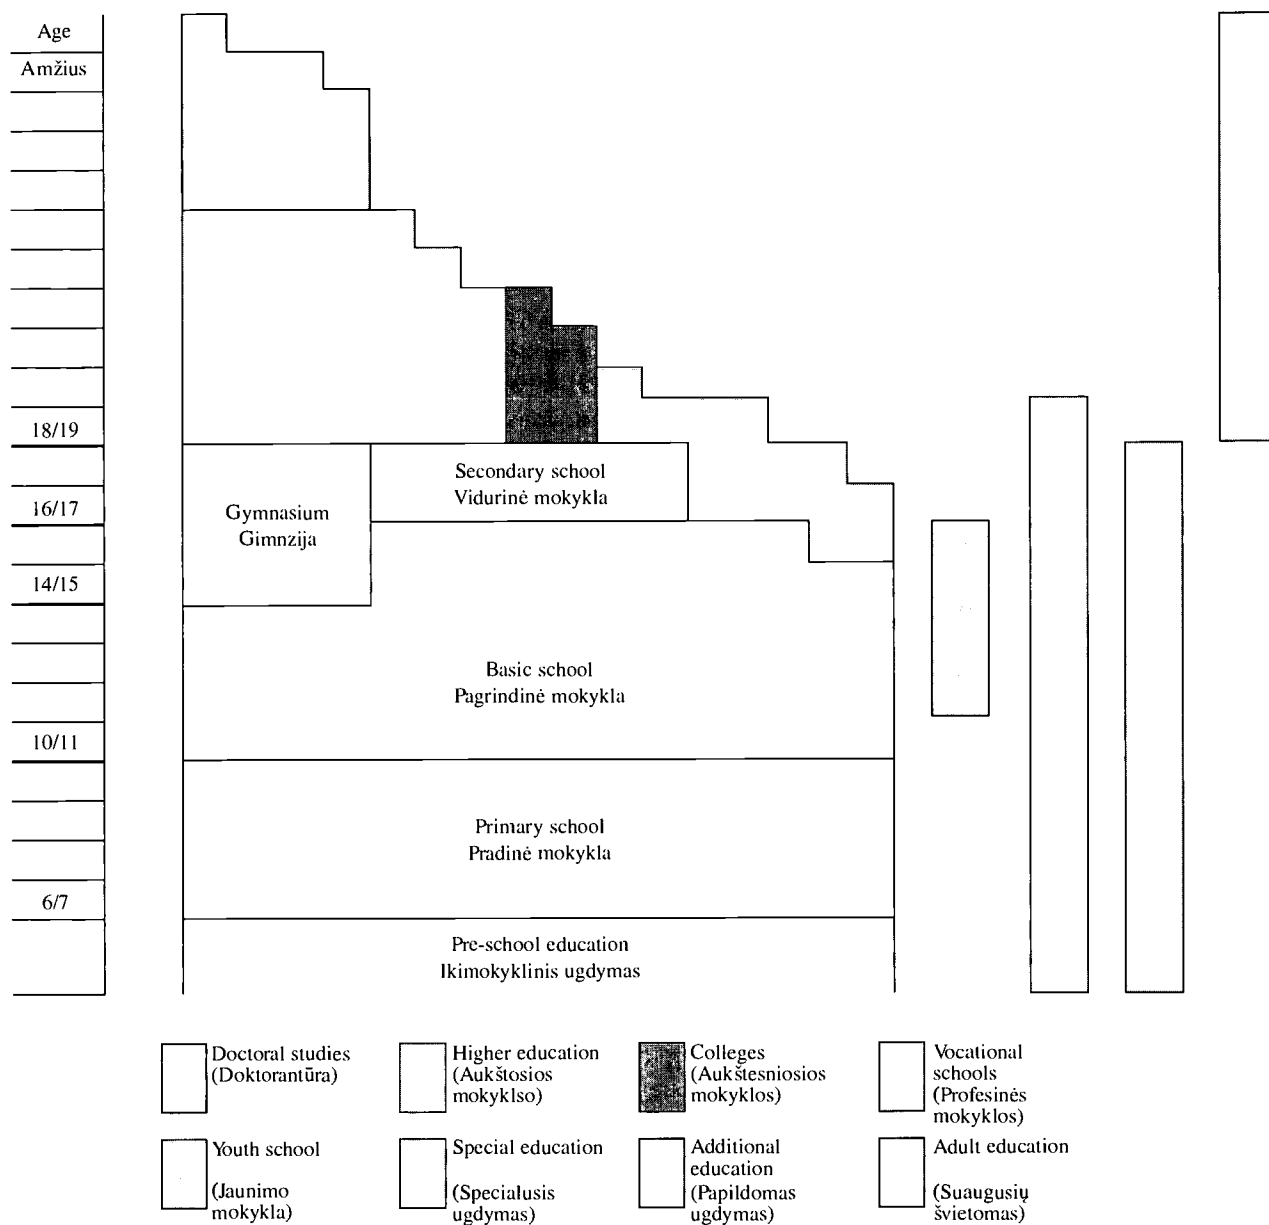 Age
Amžius
18/19
16/17
14/15
10/11
6/7
Gymnasium
Gimnzija
Secondary school
Vidurinė mokykla
Basic school
Pagrindinė mokykla
Primary school
Pradinė mokykla
Pre-school education
Ikimokyklinis ugdymas
Doctoral studies
(Doktorantūra)
Higher education
(Aukštosios
mokyklso)
Colleges
(Aukštesniosios
mokyklos)
Vocational
schools
(Profesinės
mokyklos)
Youth school
(Jaunimo
mokykla)
Special education
(Specialusis
ugdymas)
Additional
education
(Papildomas
ugdymas)
Adult education
(Suaugusių
švietomas)